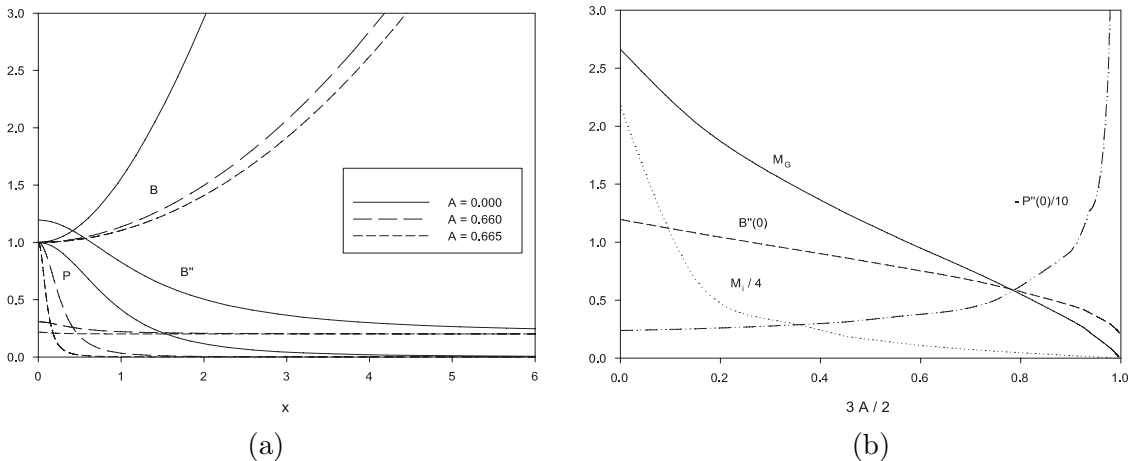 3.0
2.5
2.0
1.5
1.0
0.5
0.0
0 1 2 3 4 5 6
x
B
B"
P
A = 0.000
A = 0.660
A = 0.665
(a)
3.0
2.5
2.0
1.5
1.0
0.5
0.0
0.0 0.2 0.4 0.6 0.8 1.0
3 A / 2
M_G
B"(0)
M_i / 4
- P"(0)/10
(b)